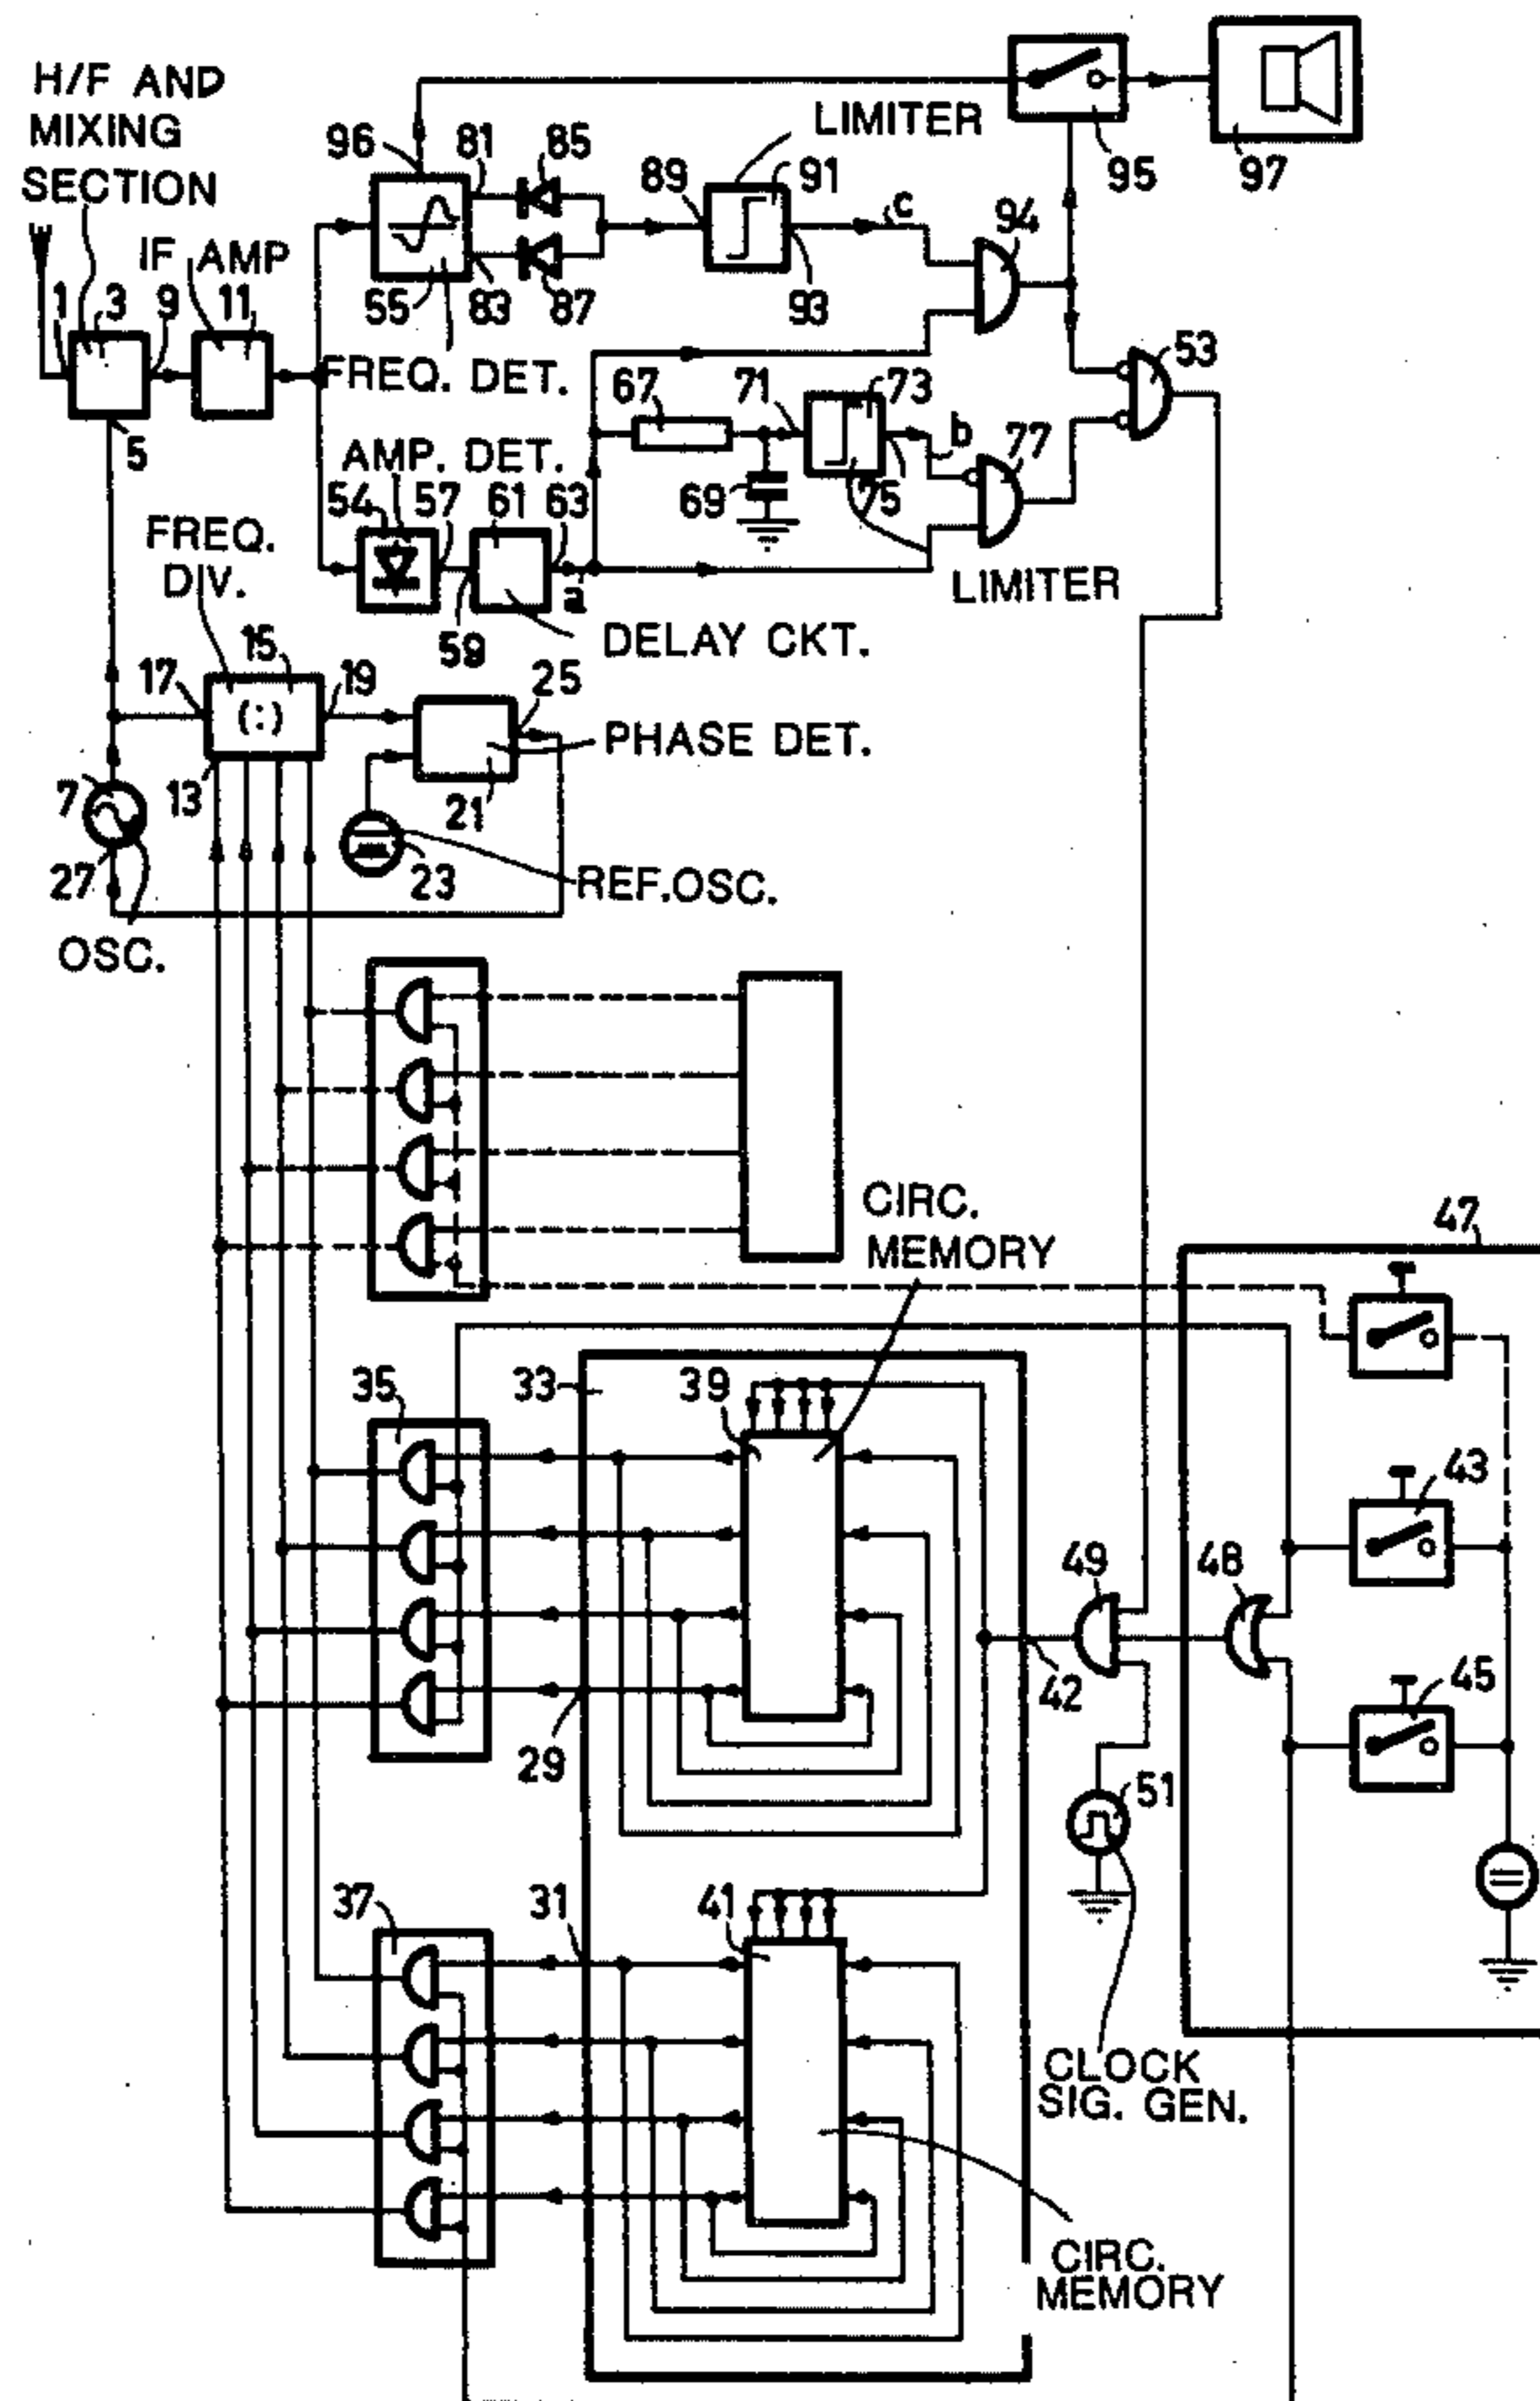 H/F AND
MIXING
SECTION
LIMITER
96
81
85
89
91
c
94
95
97
IF AMP
1
3
9
11
55
83
87
93
53
FREQ. DET.
5
67
71
73
b
77
AMP. DET.
54
57
61
63
69
75
FREQ.
DIV.
a
LIMITER
59
DELAY CKT.
17
15
19
25
(:)
PHASE DET.
7
13
21
27
23
REF.OSC.
OSC.
CIRC.
MEMORY
47
35
33
39
43
49
48
42
45
29
51
37
31
41
CLOCK
SIG. GEN.
CIRC.
MEMORY